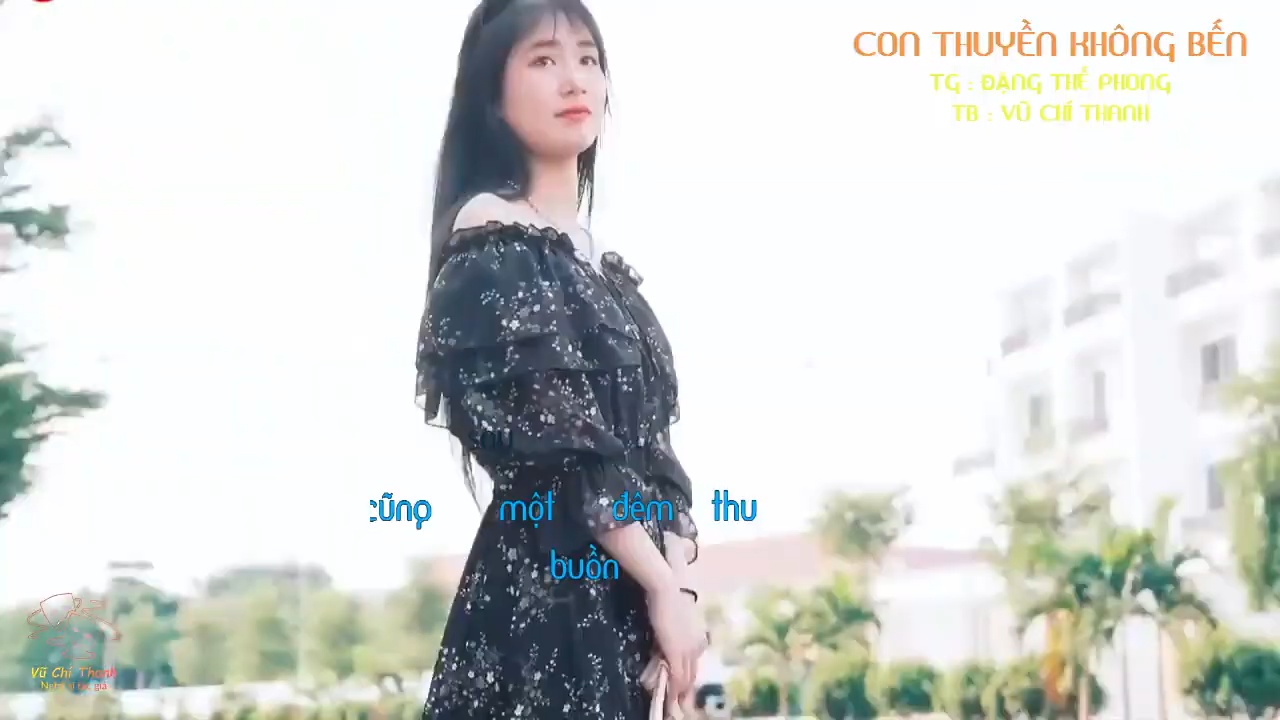 CON THUYỀN KHÔNG BẾN
TG : ĐẶNG THẾ PHONG
TB : VŨ CHÍ THANH
sau
cũng một đêm thu
buồn
Vũ Chí Thanh